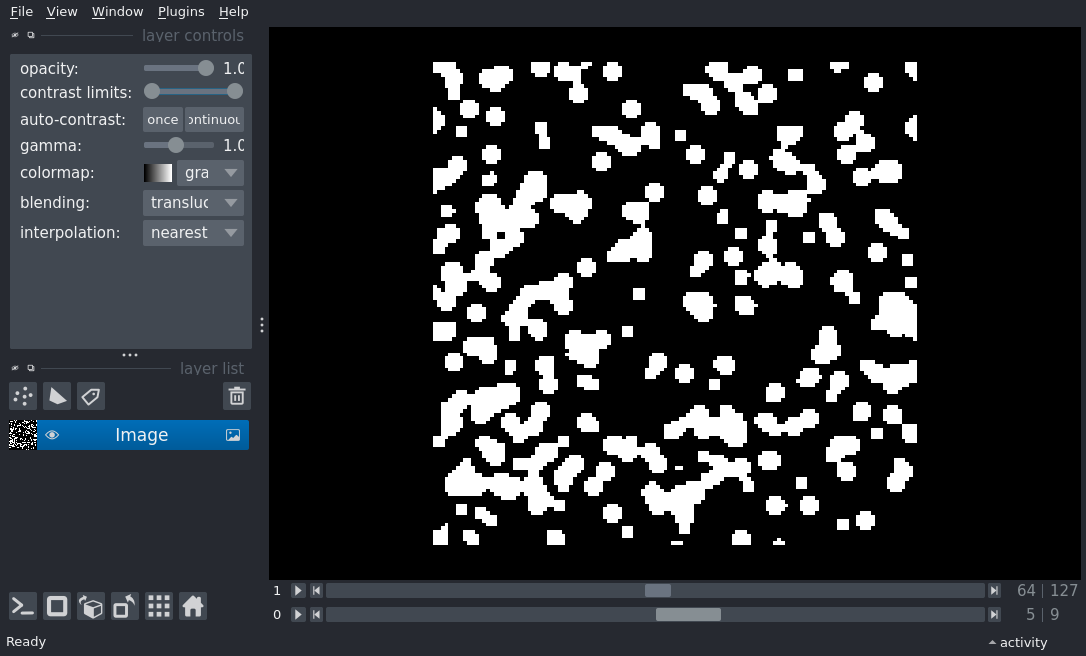 File View Window Plugins Help
layer controls
opacity: 1.0
contrast limits:
auto-contrast: once ontinuou
gamma: 1.0
colormap: gra
blending: transluc
interpolation: nearest
layer list
Image
1 64 | 127
0 5 | 9
Ready activity